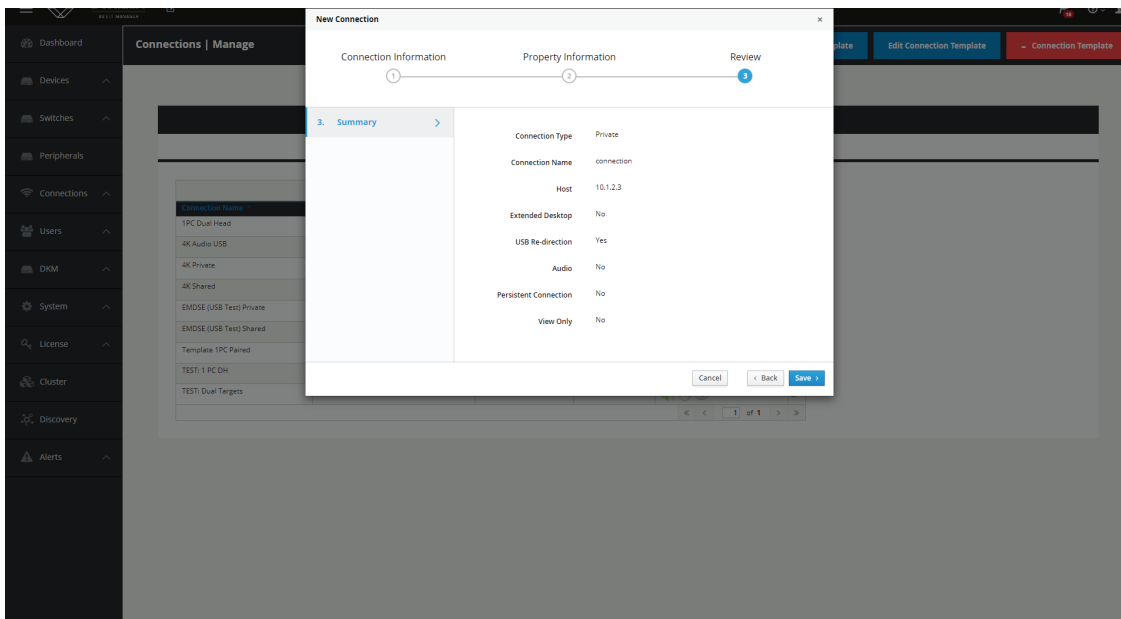 New Connection
×
Dashboard
Connections | Manage
plate
Edit Connection Template
– Connection Template
Connection Information
Property Information
Review
1
2
3
Devices
Switches
3. Summary
Connection Type Private
Peripherals
Connection Name connection
Connections
Host 10.1.2.3
Connection Name
Extended Desktop No
1PC Dual Head
Users
USB Re-direction Yes
4K Audio USB
4K Private
DKM
Audio No
4K Shared
Persistent Connection No
System
EMDSE (USB Test) Private
View Only No
EMDSE (USB Test) Shared
License
Template 1PC Paired
TEST: 1 PC DH
Cancel
< Back
Save >
Cluster
TEST: Dual Targets
1 of 1
Discovery
Alerts